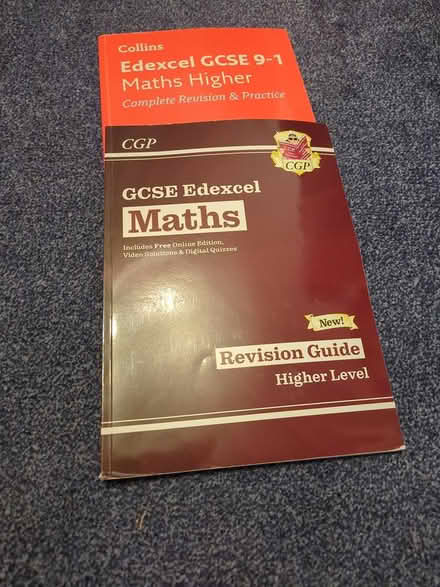 Collins
Edexcel GCSE 9-1
Maths Higher
Complete Revision & Practice
CGP
CGP
GCSE Edexcel
Maths
Includes Free Online Edition,
Video Solutions & Digital Quizzes
New!
Revision Guide
Higher Level